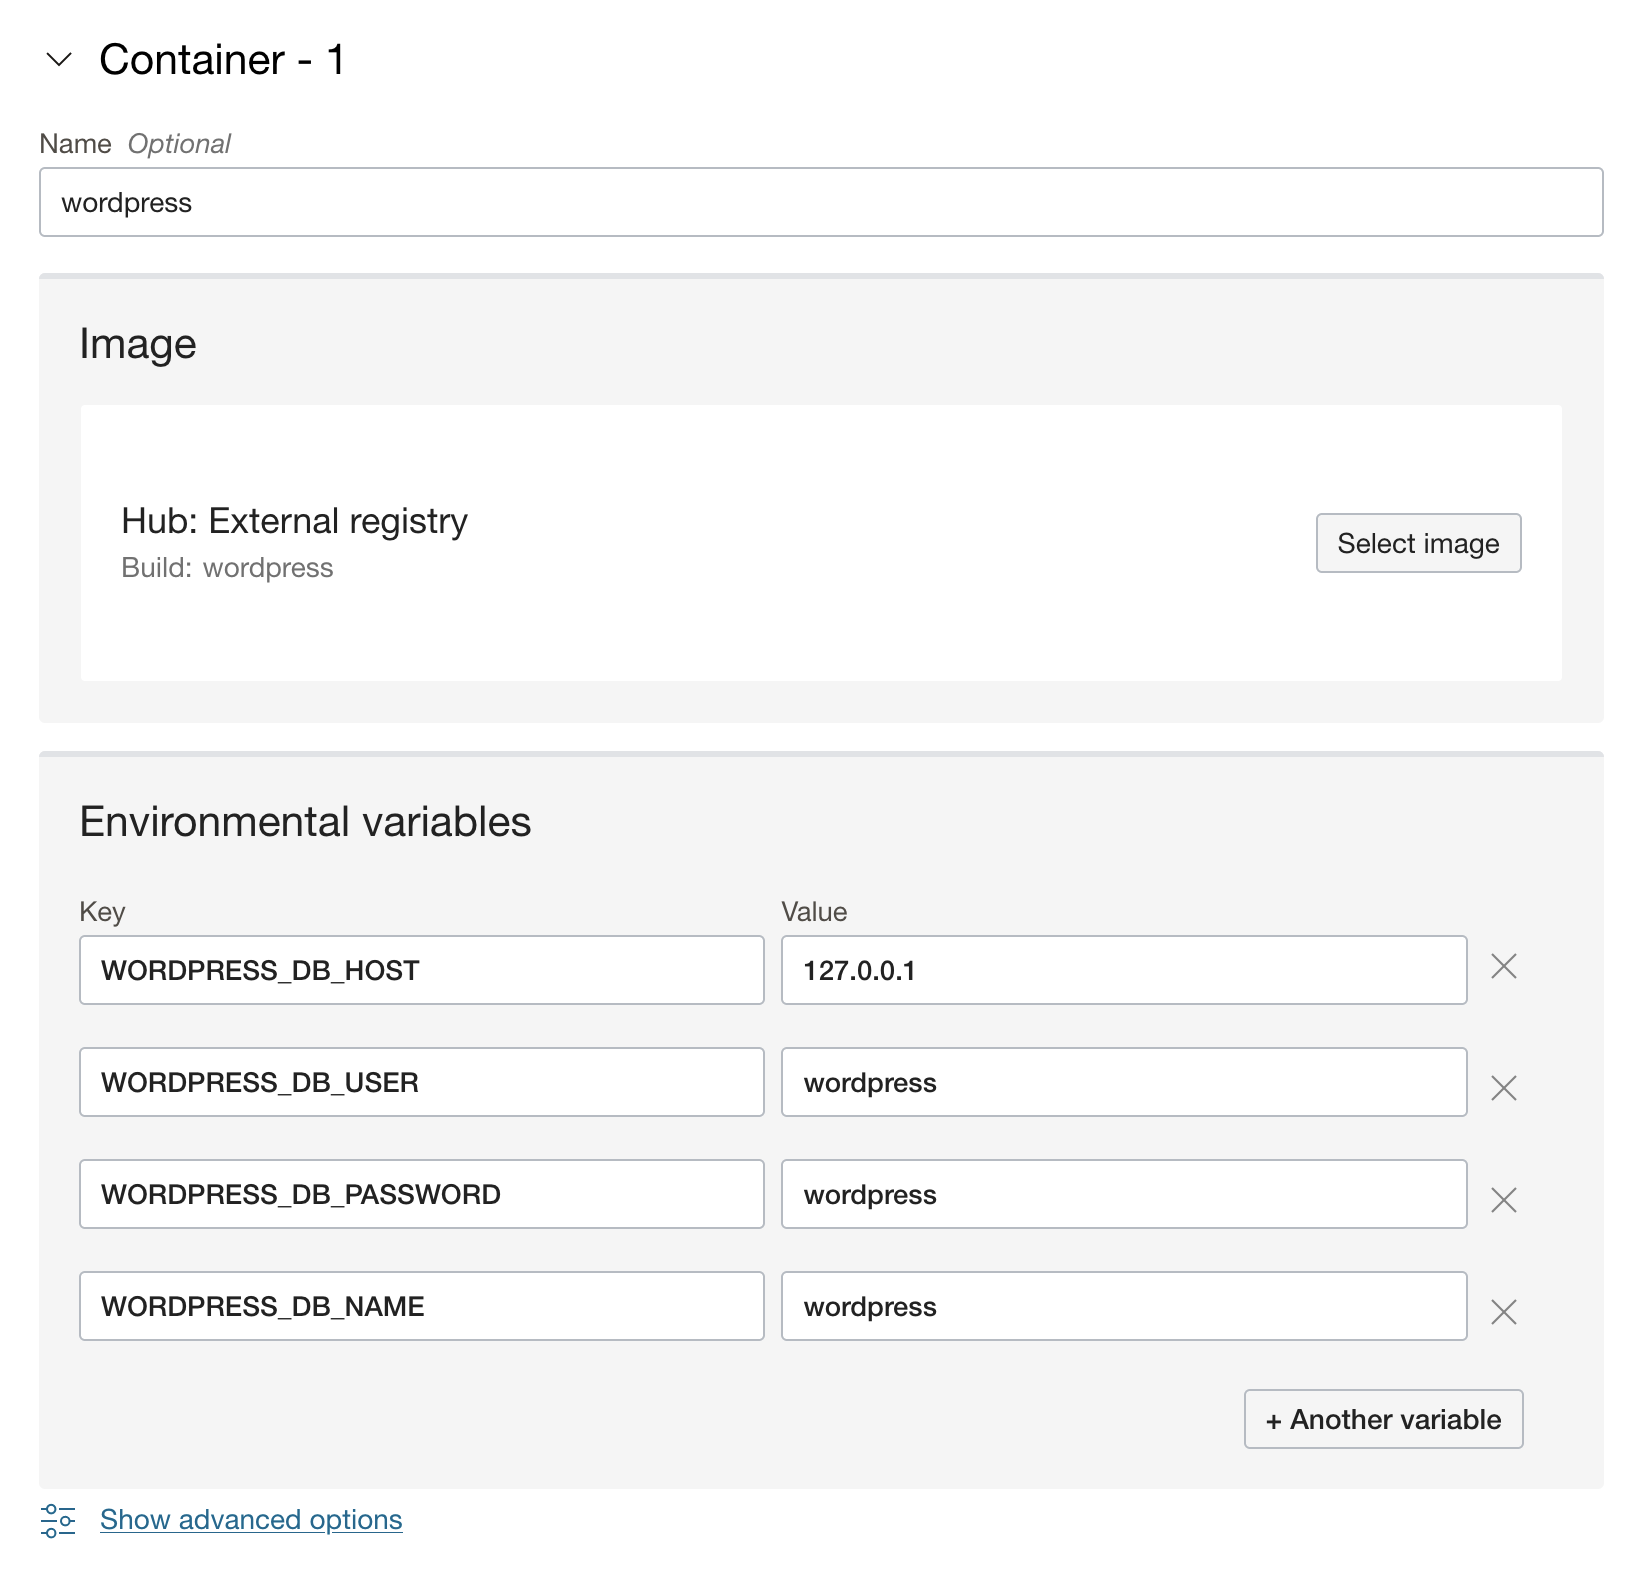 Container - 1
Name Optional
wordpress
Image
Hub: External registry
Build: wordpress
Select image
Environmental variables
Key Value
WORDPRESS_DB_HOST 127.0.0.1
WORDPRESS_DB_USER wordpress
WORDPRESS_DB_PASSWORD wordpress
WORDPRESS_DB_NAME wordpress
+ Another variable
Show advanced options